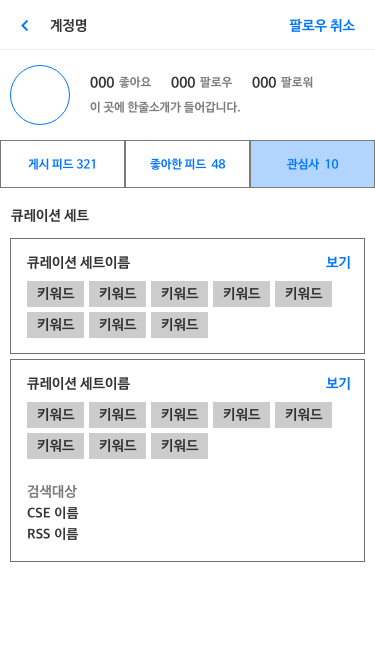 계정명 팔로우 취소
000 좋아요 000 팔로우 000 팔로워
이 곳에 한줄소개가 들어갑니다.
게시 피드 321 좋아한 피드 48 관심사 10
큐레이션 세트
큐레이션 세트이름 보기
키워드 키워드 키워드 키워드 키워드
키워드 키워드 키워드
큐레이션 세트이름 보기
키워드 키워드 키워드 키워드 키워드
키워드 키워드 키워드
검색대상
CSE 이름
RSS 이름